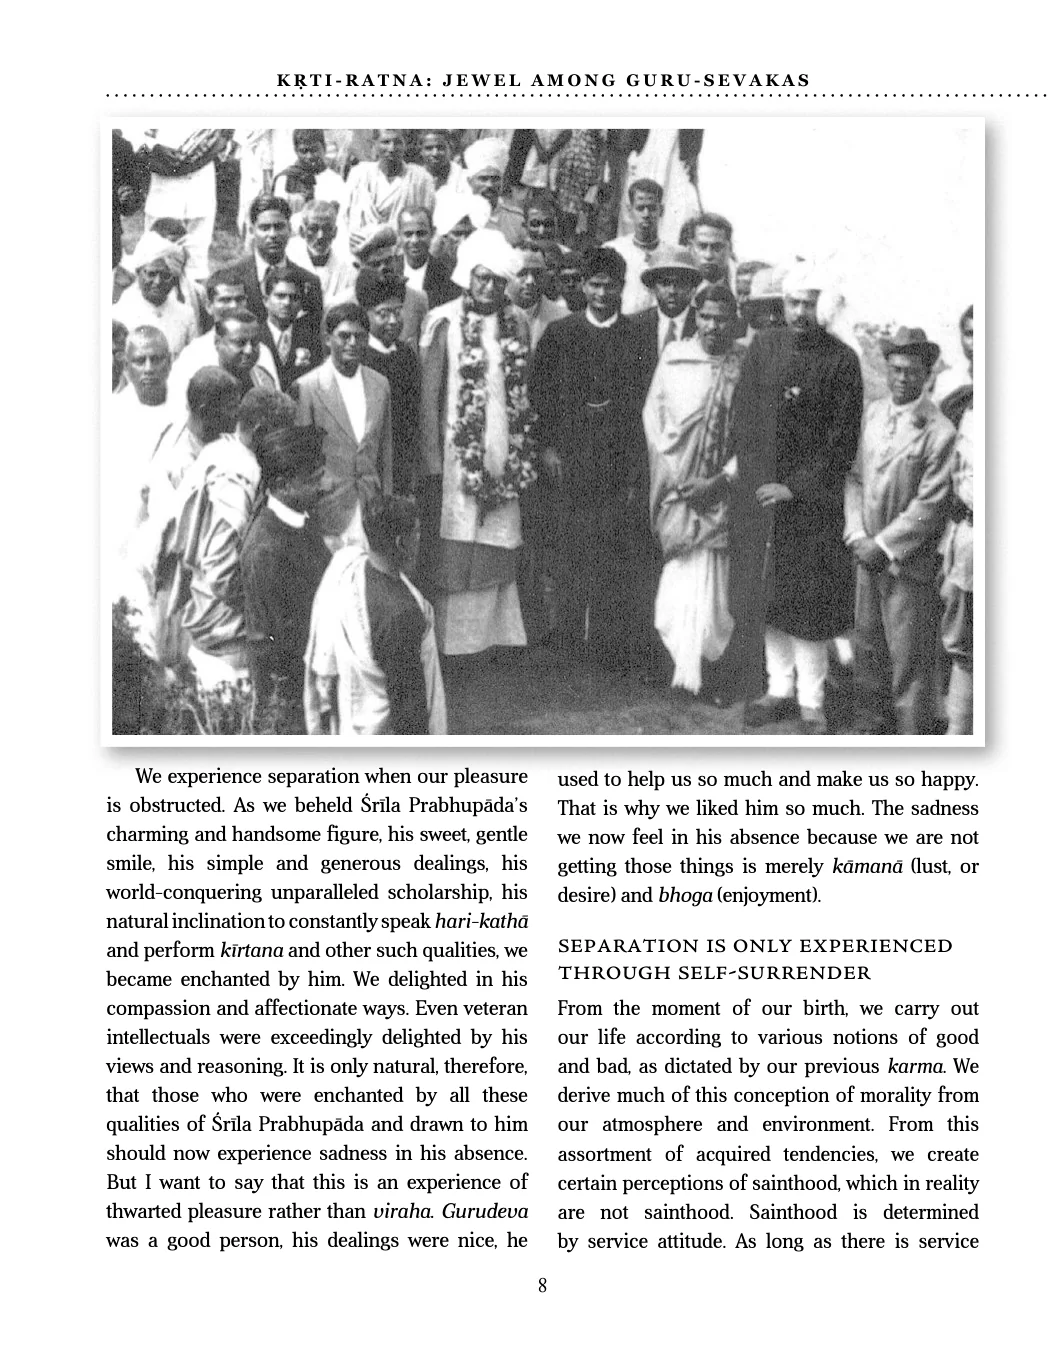 KṚTI-RATNA: JEWEL AMONG GURU-SEVAKAS
We experience separation when our pleasure
is obstructed. As we beheld Śrīla Prabhupāda's
charming and handsome figure, his sweet, gentle
smile, his simple and generous dealings, his
world-conquering unparalleled scholarship, his
natural inclination to constantly speak hari-kathā
and perform kīrtana and other such qualities, we
became enchanted by him. We delighted in his
compassion and affectionate ways. Even veteran
intellectuals were exceedingly delighted by his
views and reasoning. It is only natural, therefore,
that those who were enchanted by all these
qualities of Śrīla Prabhupāda and drawn to him
should now experience sadness in his absence.
But I want to say that this is an experience of
thwarted pleasure rather than viraha. Gurudeva
was a good person, his dealings were nice, he
used to help us so much and make us so happy.
That is why we liked him so much. The sadness
we now feel in his absence because we are not
getting those things is merely kāmanā (lust, or
desire) and bhoga (enjoyment).
SEPARATION IS ONLY EXPERIENCED
THROUGH SELF-SURRENDER
From the moment of our birth, we carry out
our life according to various notions of good
and bad, as dictated by our previous karma. We
derive much of this conception of morality from
our atmosphere and environment. From this
assortment of acquired tendencies, we create
certain perceptions of sainthood, which in reality
are not sainthood. Sainthood is determined
by service attitude. As long as there is service
8